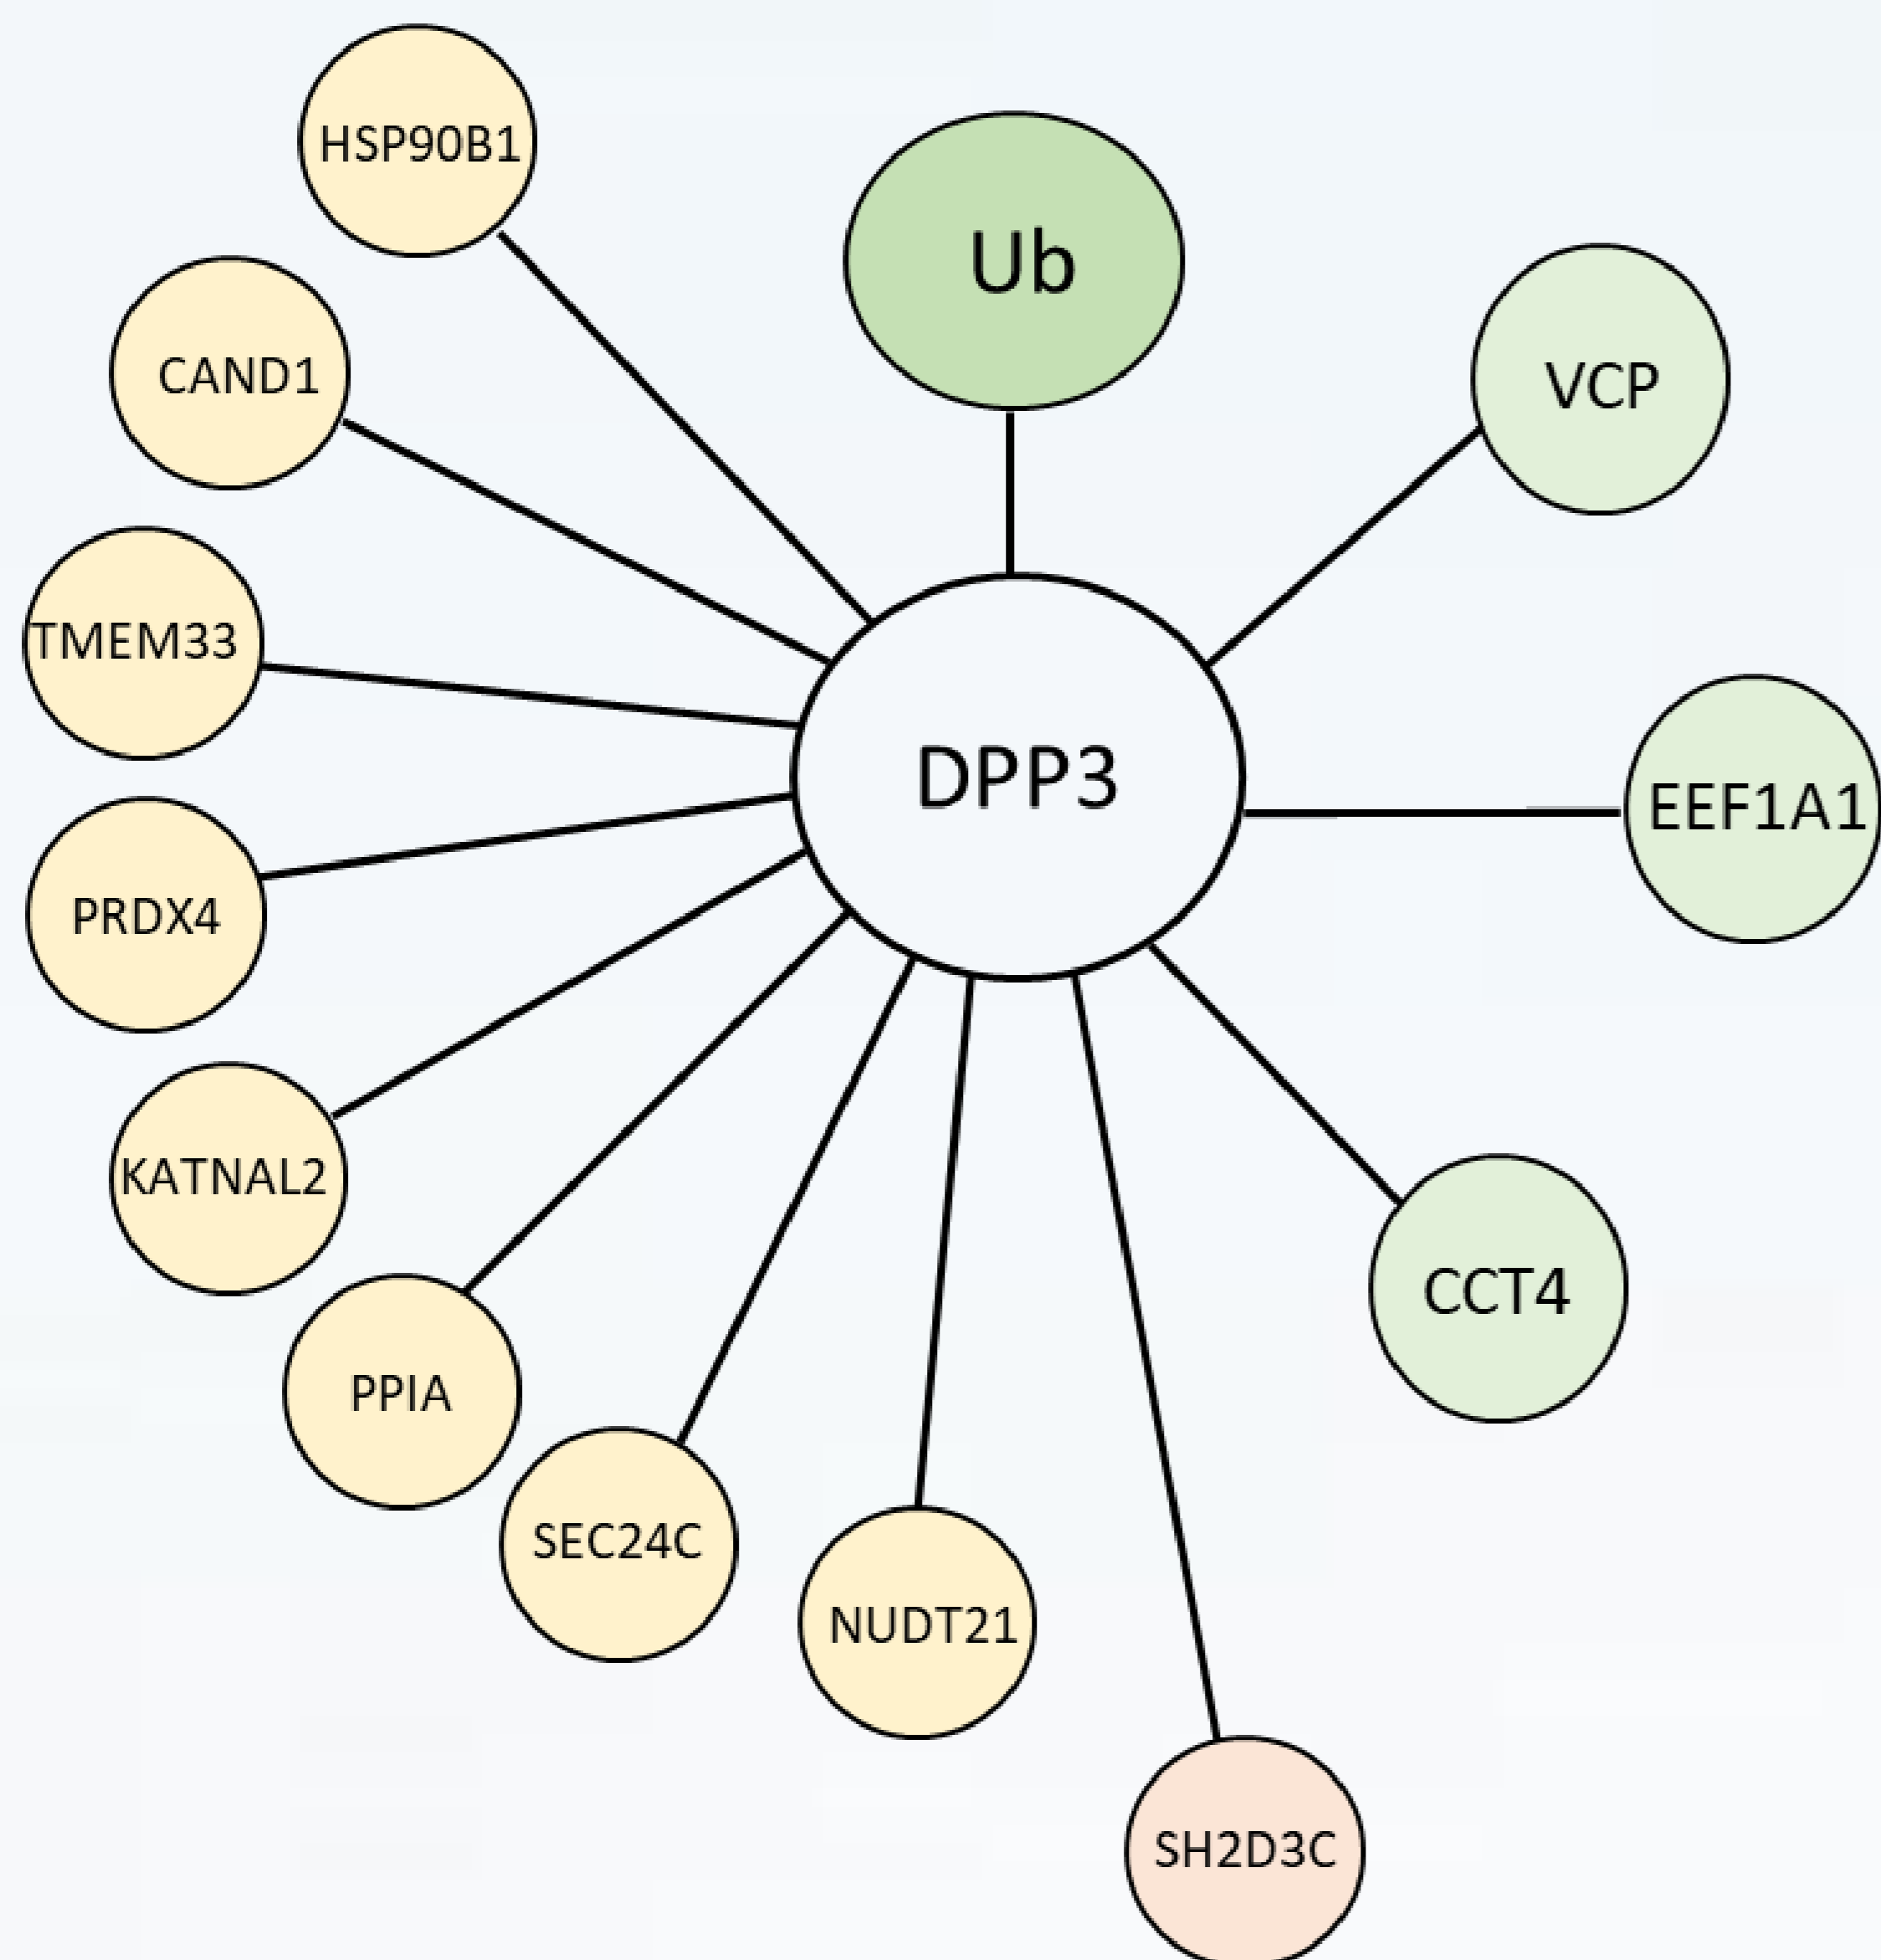 HSP90B1
Ub
CAND1
VCP
TMEM33
DPP3
EEF1A1
PRDX4
KATNAL2
CCT4
PPIA
SEC24C
NUDT21
SH2D3C